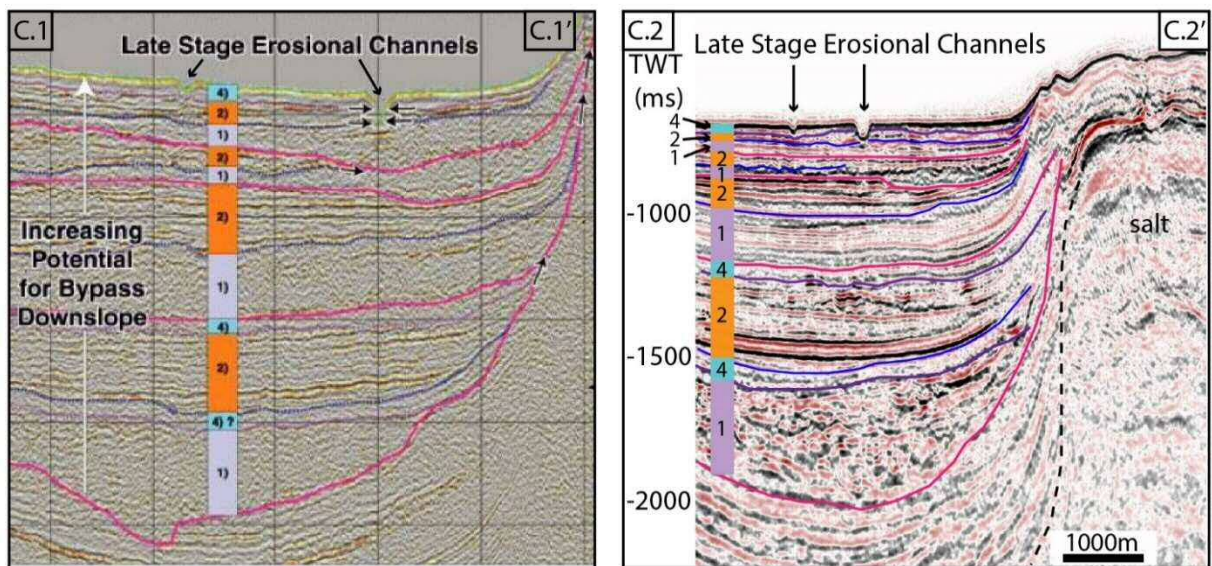 C.1
C.1'
Late Stage Erosional Channels
4)
2)
1)
2)
1)
2)
1)
4)
2)
4) ?
1)
Increasing
Potential
for Bypass
Downslope
C.2
C.2'
TWT
(ms)
Late Stage Erosional Channels
4
2
1
2
1
2
1
4
2
4
1
-1000
-1500
-2000
salt
1000m